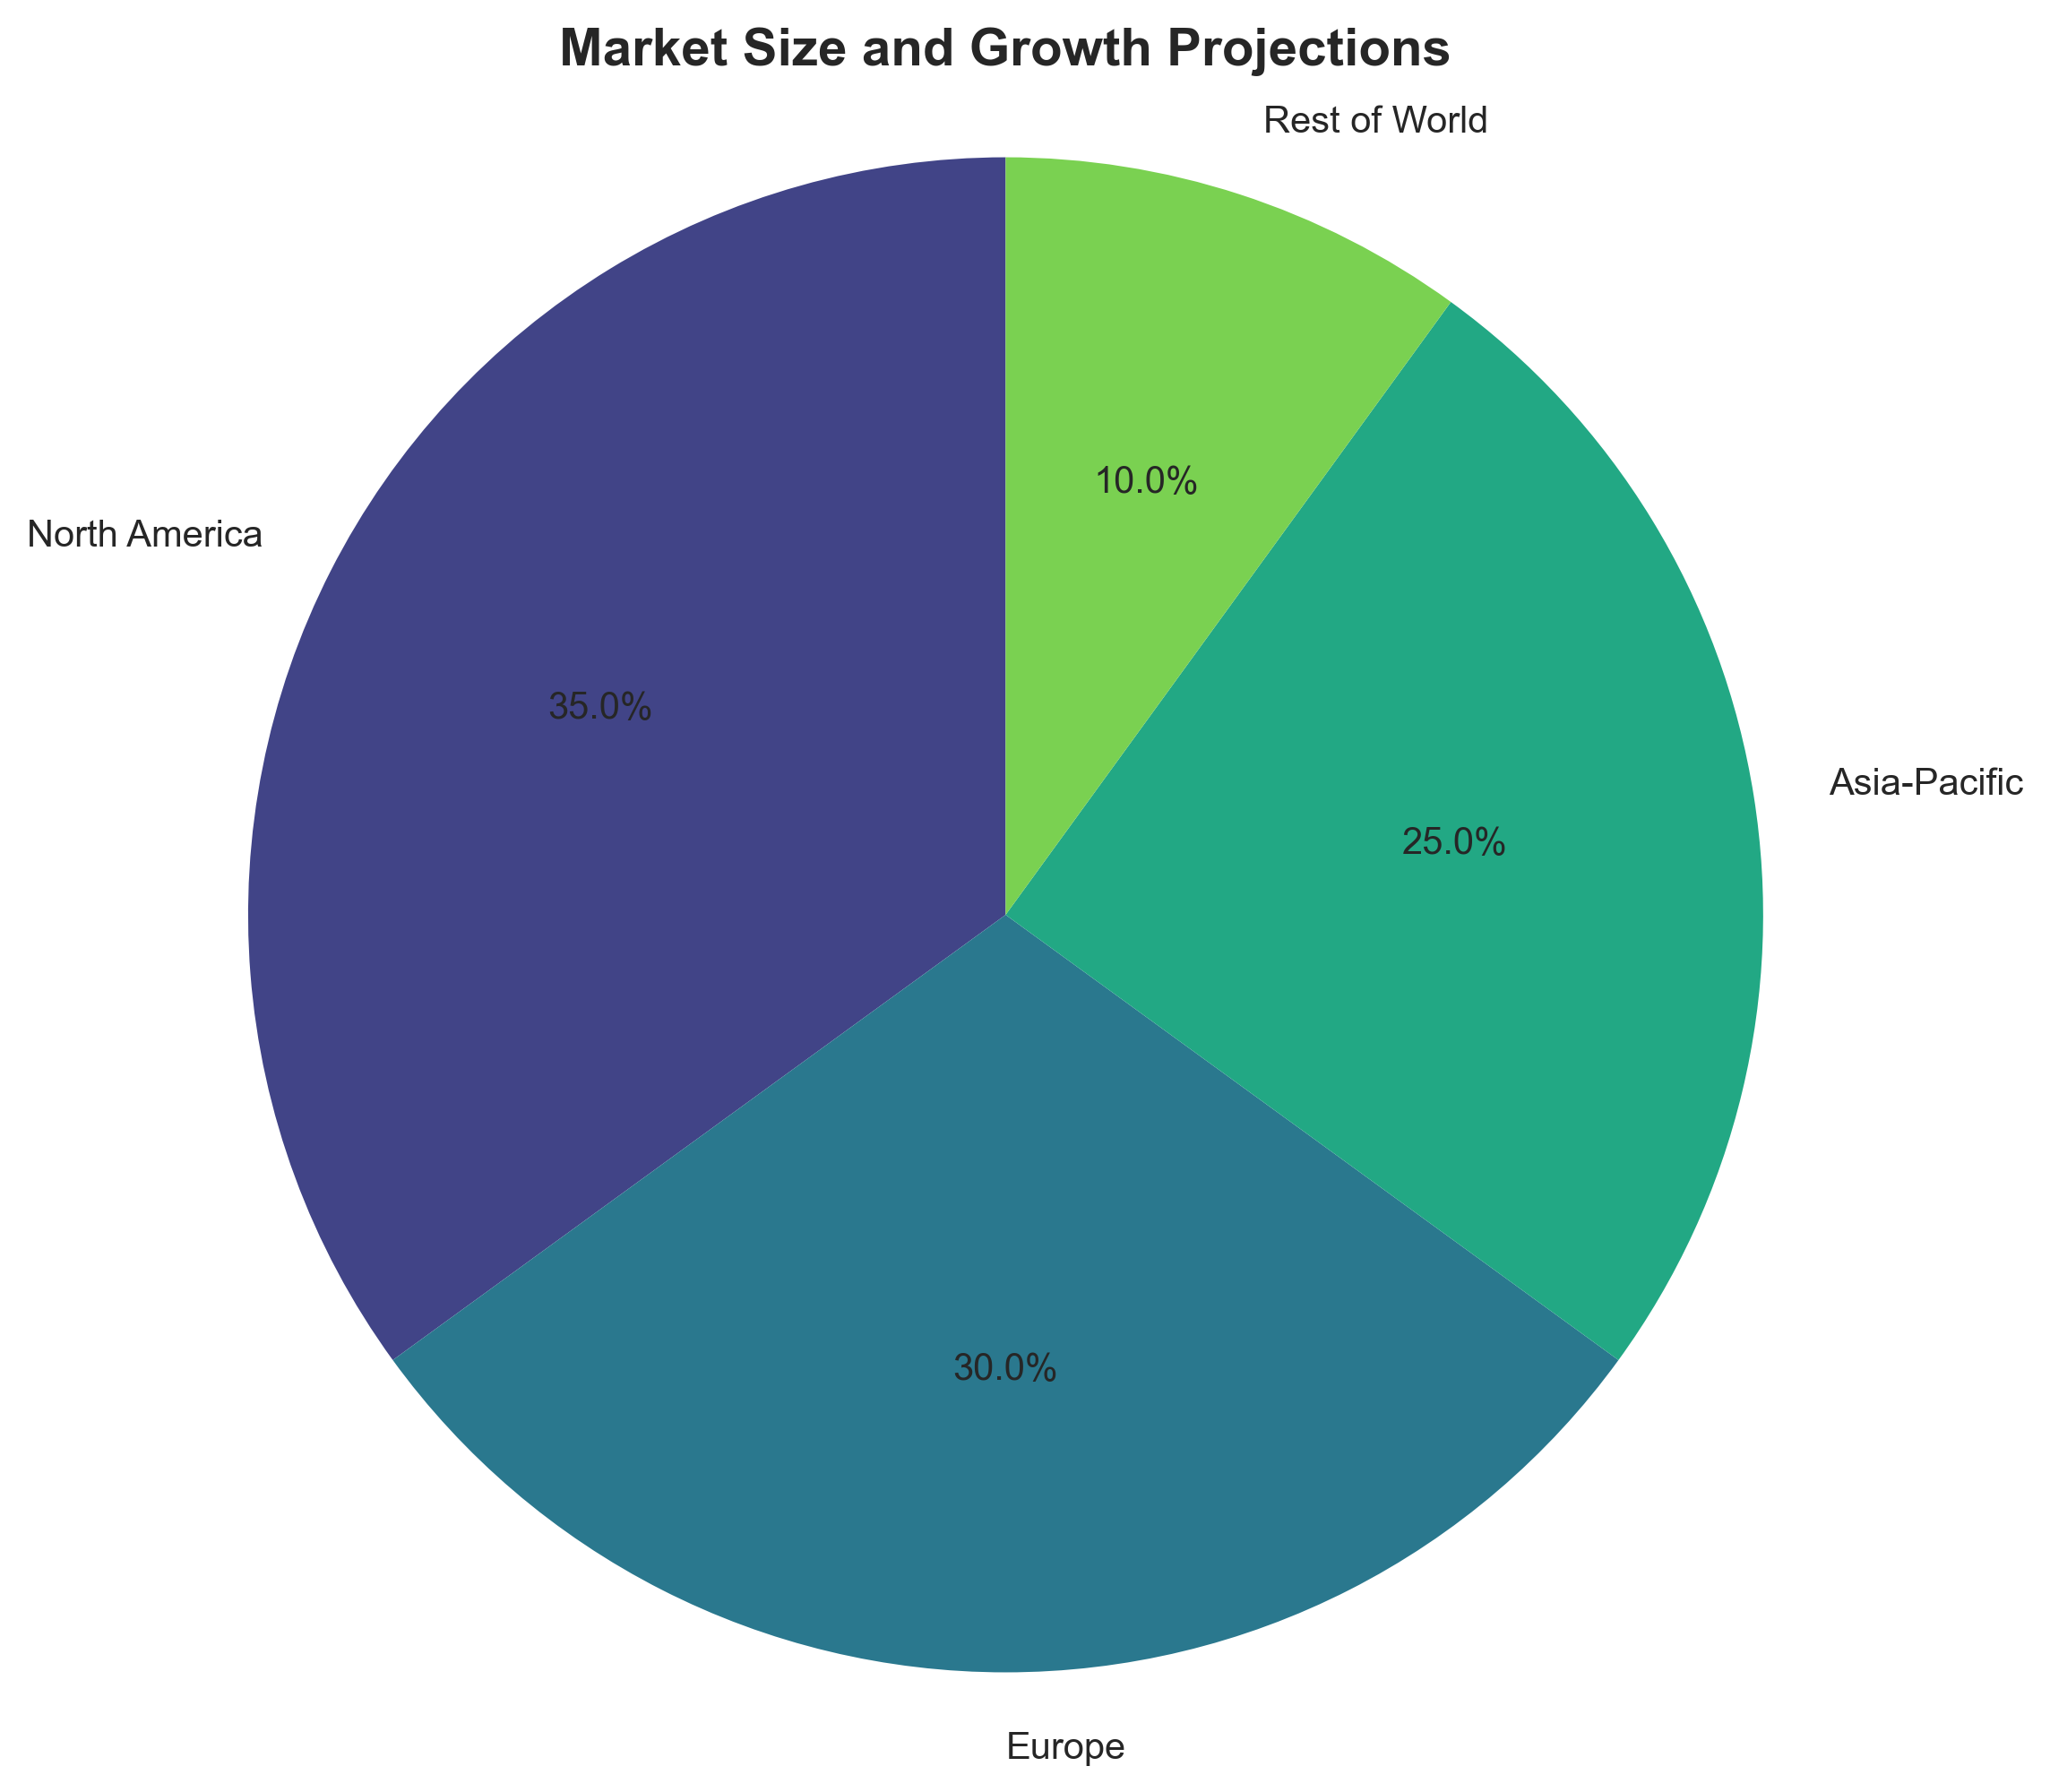 Market Size and Growth Projections
Rest of World
10.0%
North America
35.0%
Asia-Pacific
25.0%
30.0%
Europe